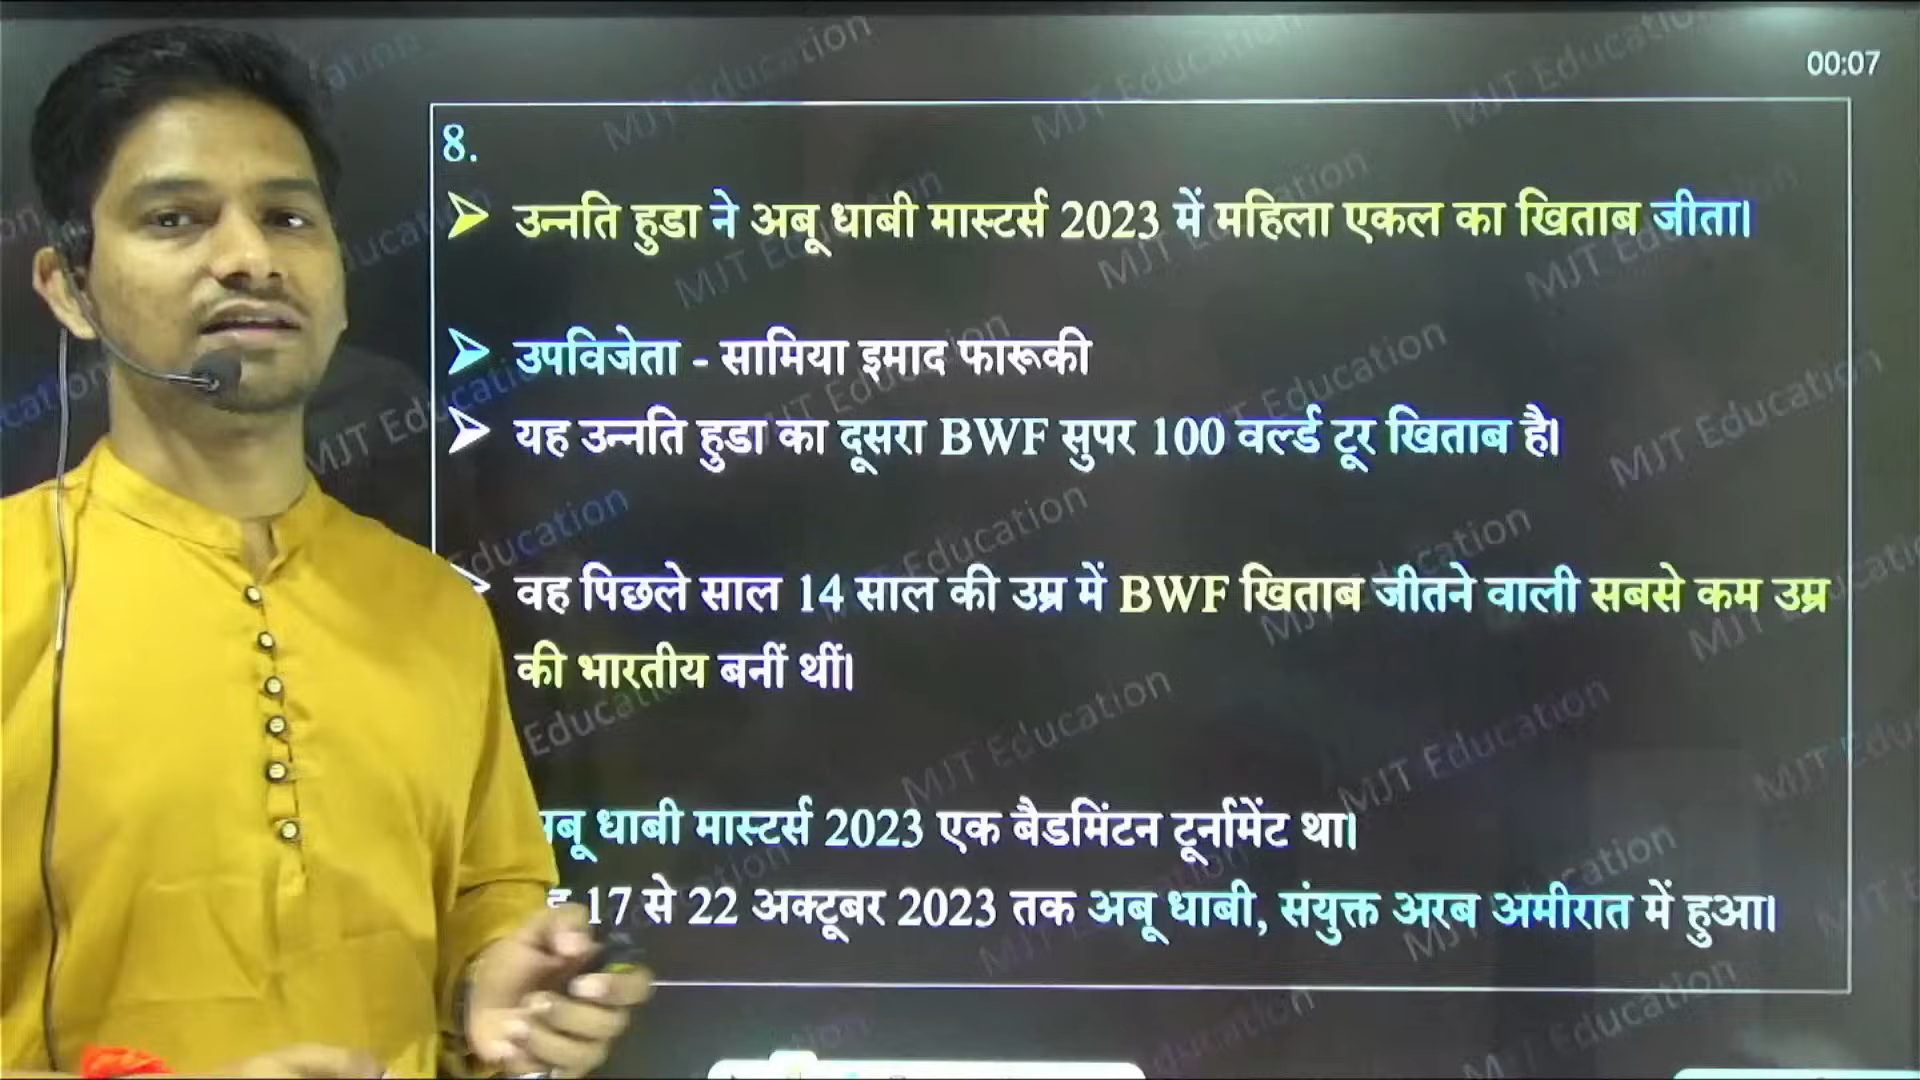 00:07
8.
उन्नति हुडा ने अबू धाबी मास्टर्स 2023 में महिला एकल का खिताब जीता।
उपविजेता - सामिया इमाद फारूकी
यह उन्नति हुडा का दूसरा BWF सुपर 100 वर्ल्ड टूर खिताब है।
वह पिछले साल 14 साल की उम्र में BWF खिताब जीतने वाली सबसे कम उम्र
की भारतीय बनीं थीं।
धाबी मास्टर्स 2023 एक बैडमिंटन टूर्नामेंट था।
17 से 22 अक्टूबर 2023 तक अबू धाबी, संयुक्त अरब अमीरात में हुआ।
MJT Education